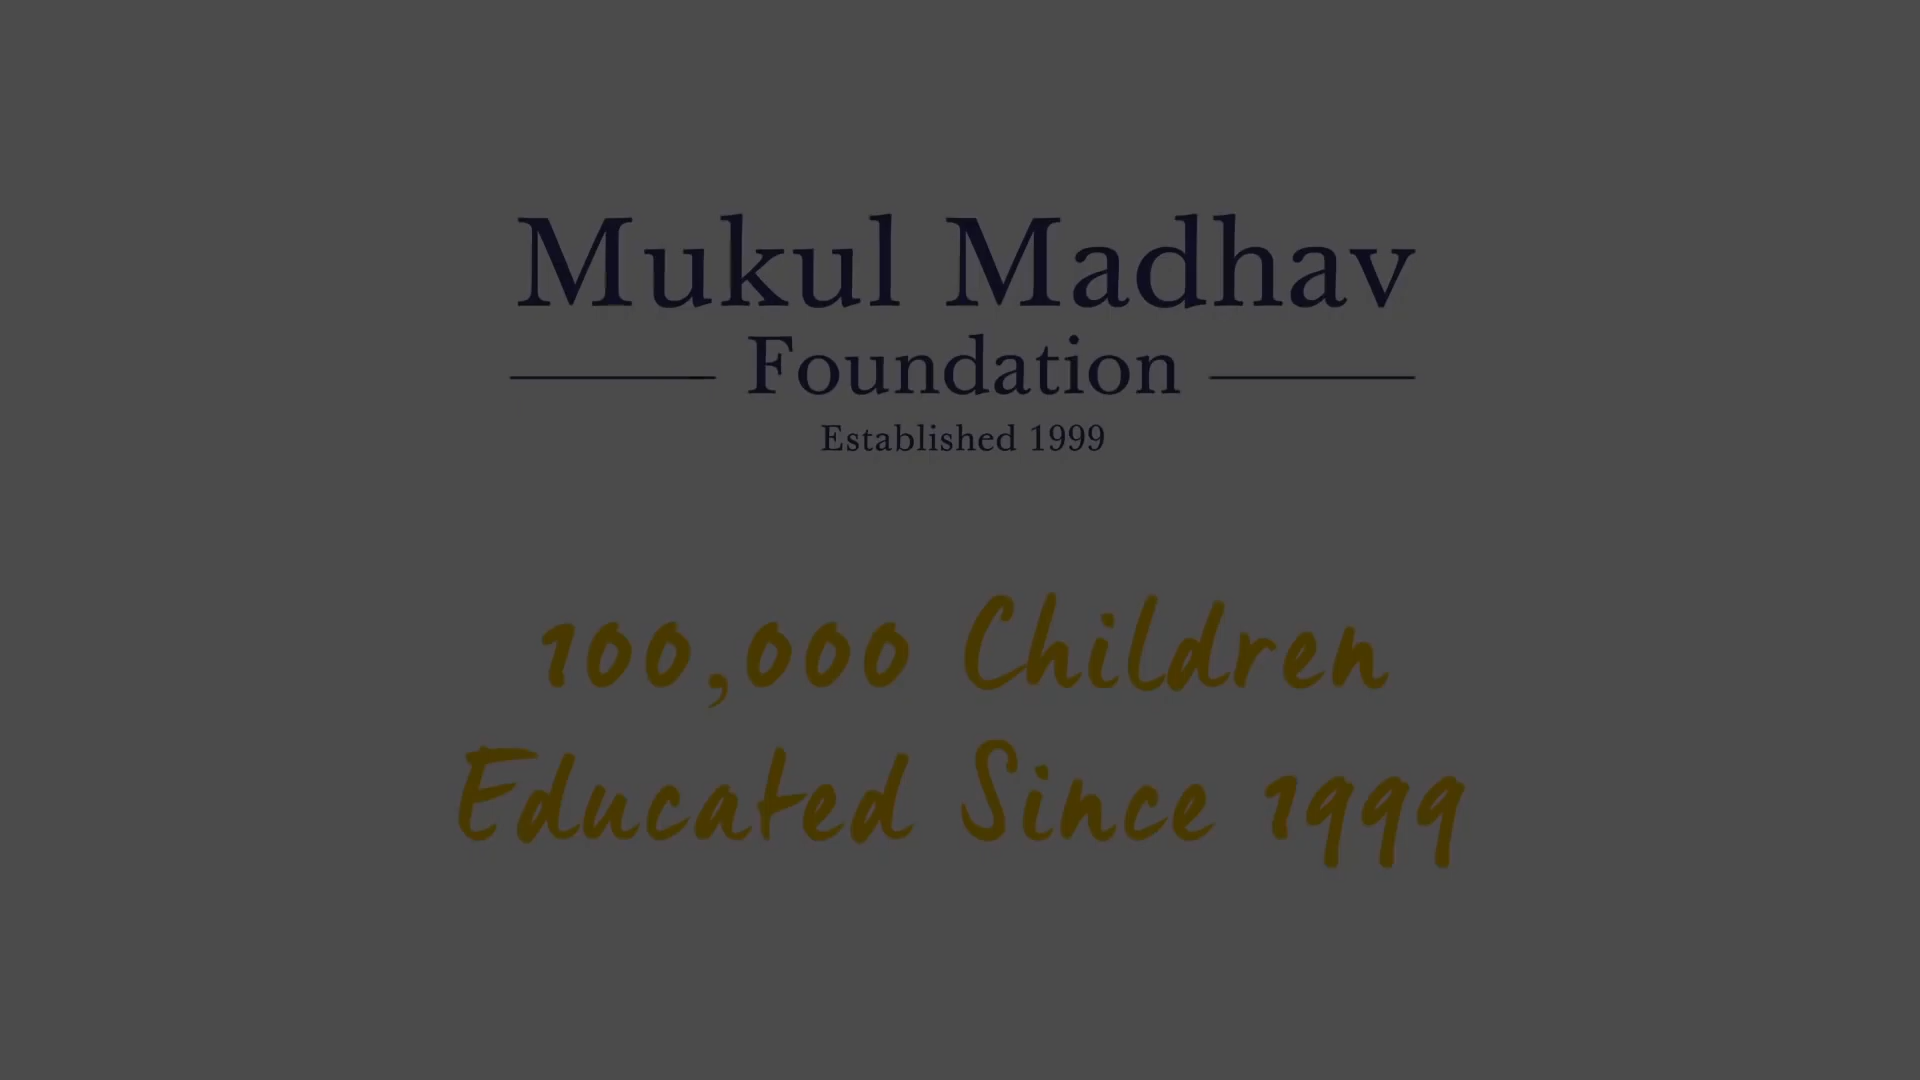 Mukul Madhav
Foundation
Established 1999
100,000 Children
Educated Since 1999